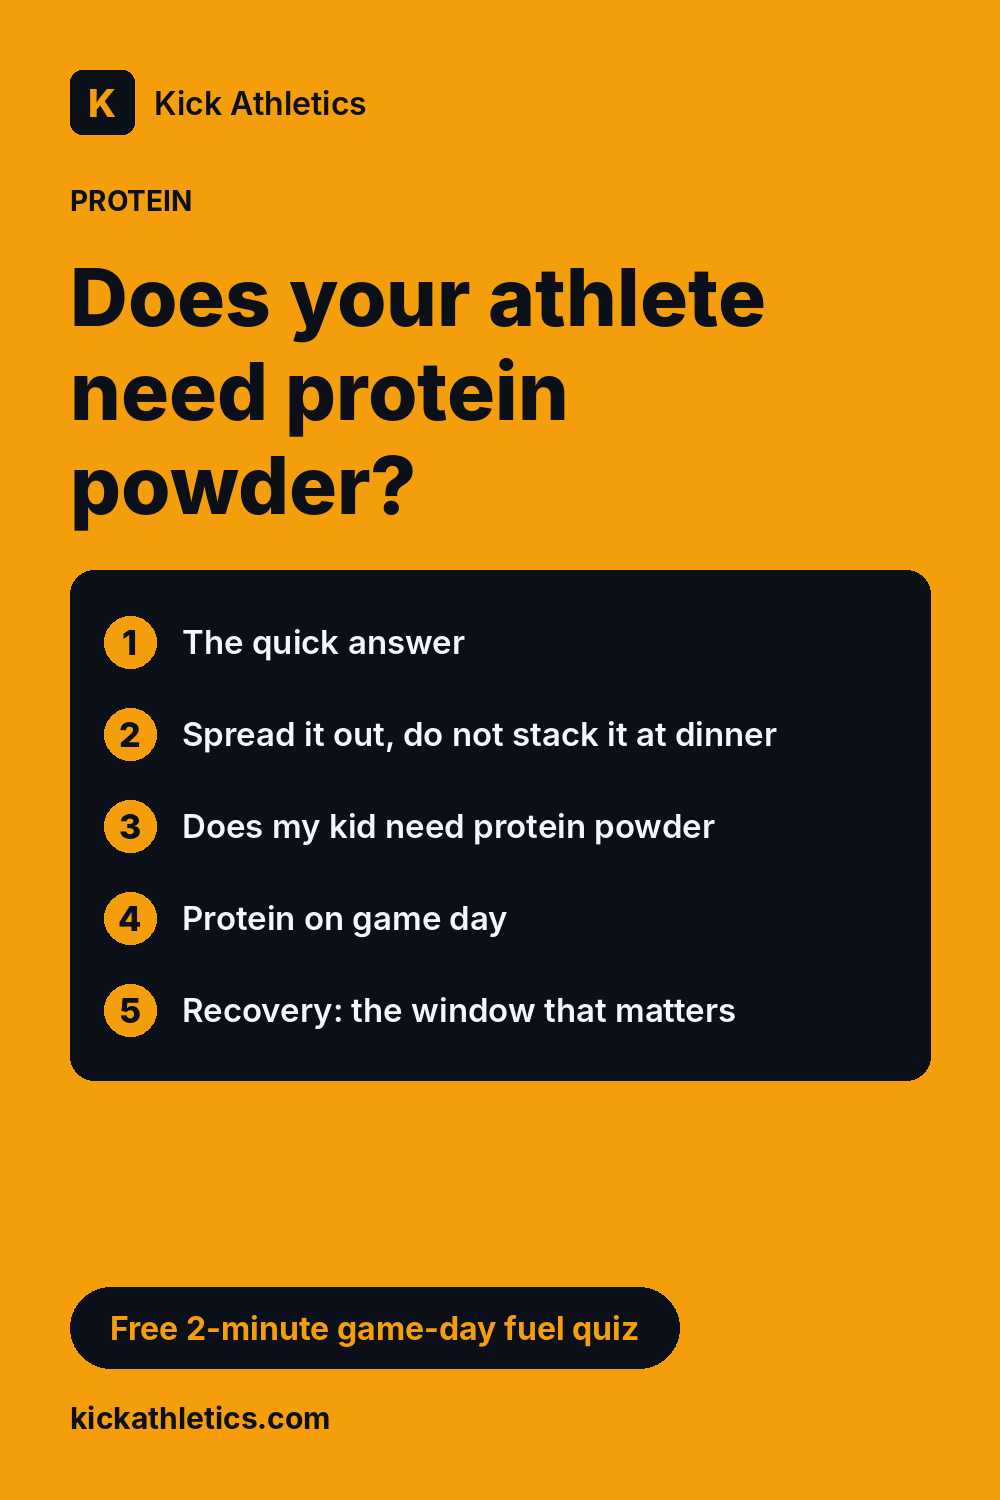 K
Kick Athletics
PROTEIN
Does your athlete
need protein
powder?
1 The quick answer
2 Spread it out, do not stack it at dinner
3 Does my kid need protein powder
4 Protein on game day
5 Recovery: the window that matters
Free 2-minute game-day fuel quiz
kickathletics.com